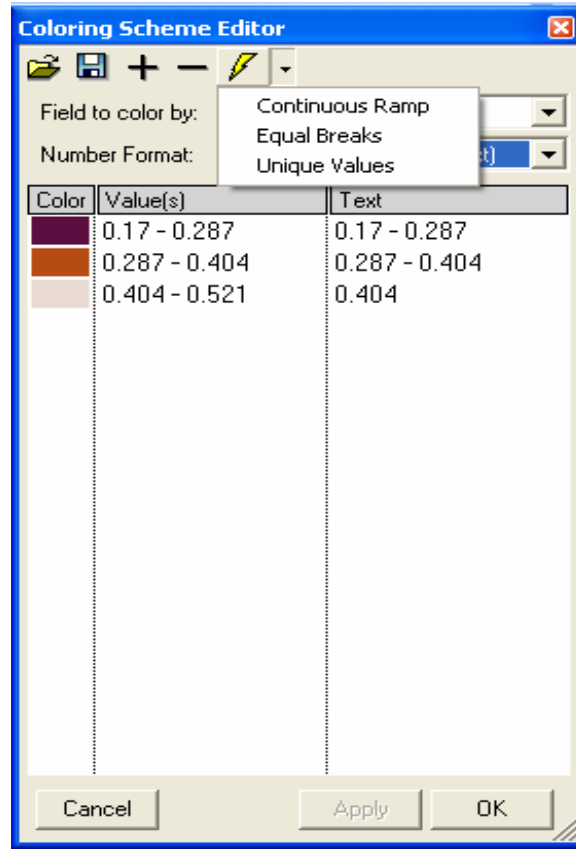 Coloring Scheme Editor
Field to color by:
Continuous Ramp
Equal Breaks
Unique Values
Number Format:
Color Value(s) Text
0.17 - 0.287 0.17 - 0.287
0.287 - 0.404 0.287 - 0.404
0.404 - 0.521 0.404
Cancel Apply OK